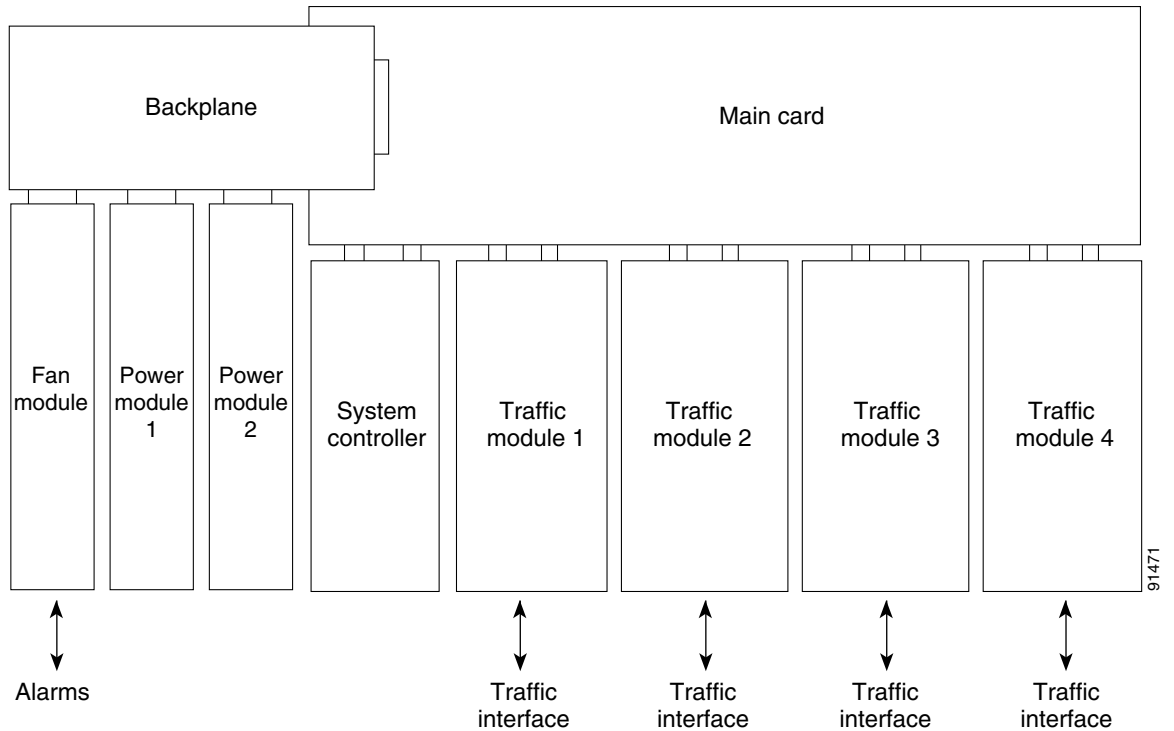 Backplane
Main card
Fan
module
Power
module
1
Power
module
2
System
controller
Traffic
module 1
Traffic
module 2
Traffic
module 3
Traffic
module 4
91471
Alarms
Traffic
interface
Traffic
interface
Traffic
interface
Traffic
interface